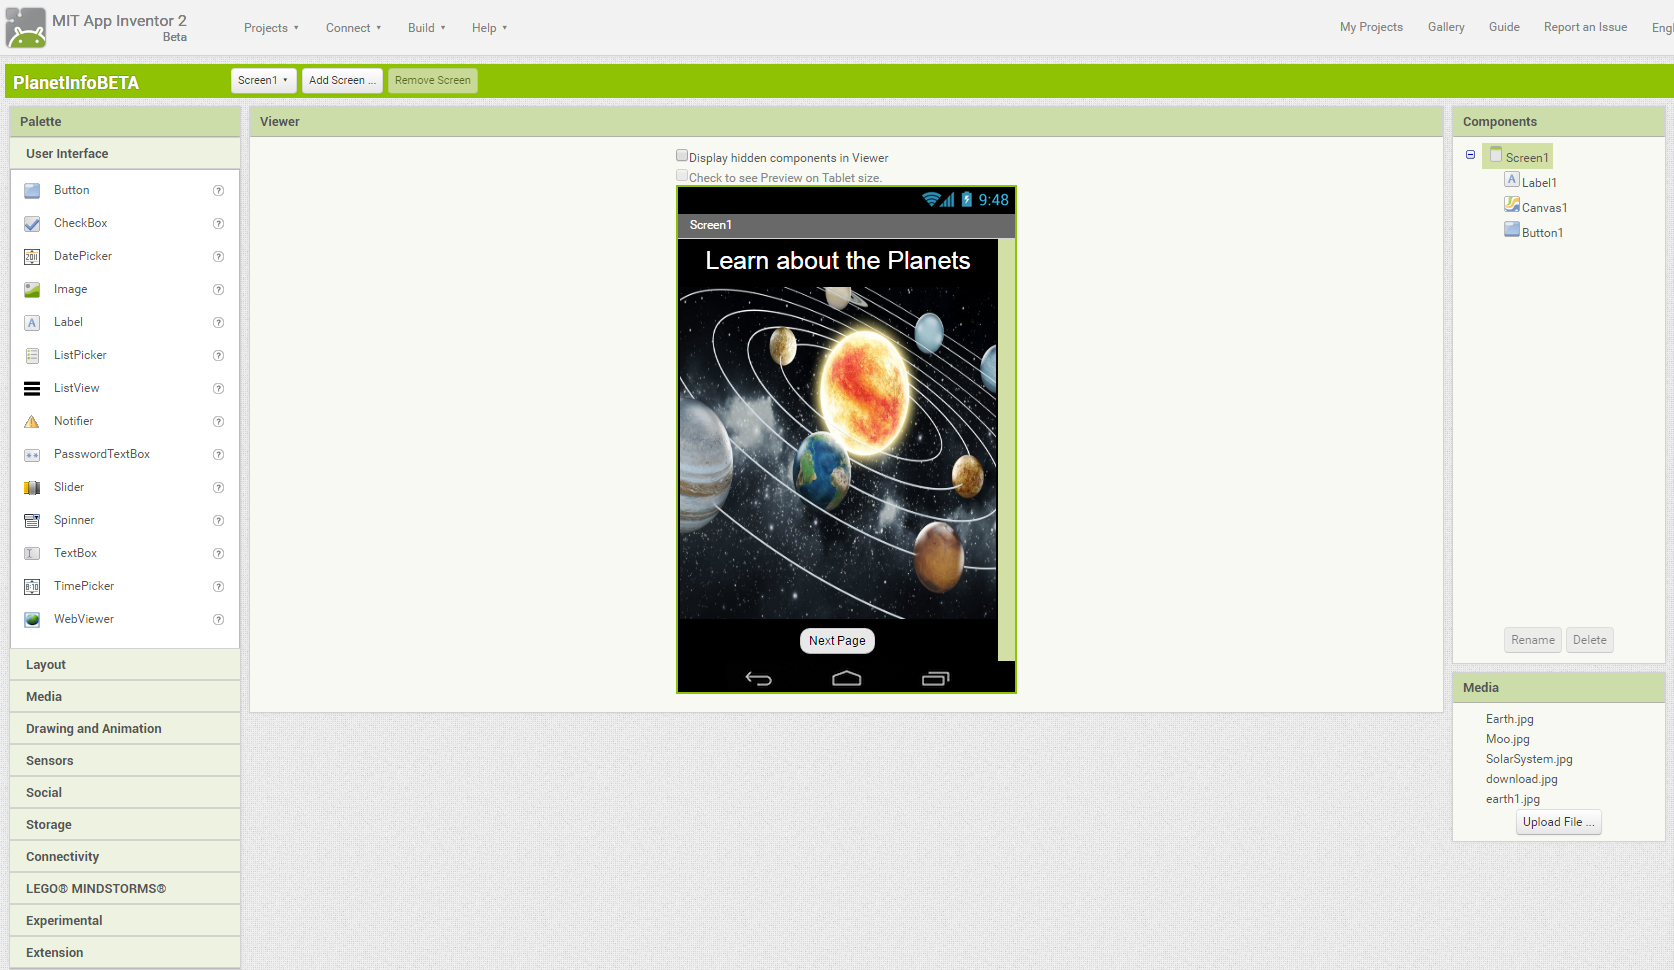 MIT App Inventor 2
Beta
Projects Connect Build Help
My Projects Gallery Guide Report an Issue Engl
PlanetInfoBETA
Screen1 Add Screen ... Remove Screen
Palette
User Interface
Button
CheckBox
DatePicker
Image
Label
ListPicker
ListView
Notifier
PasswordTextBox
Slider
Spinner
TextBox
TimePicker
WebViewer
Layout
Media
Drawing and Animation
Sensors
Social
Storage
Connectivity
LEGO® MINDSTORMS®
Experimental
Extension
Viewer
Display hidden components in Viewer
Check to see Preview on Tablet size.
9:48
Screen1
Learn about the Planets
Next Page
Components
Screen1
Label1
Canvas1
Button1
Rename Delete
Media
Earth.jpg
Moo.jpg
SolarSystem.jpg
download.jpg
earth1.jpg
Upload File ...